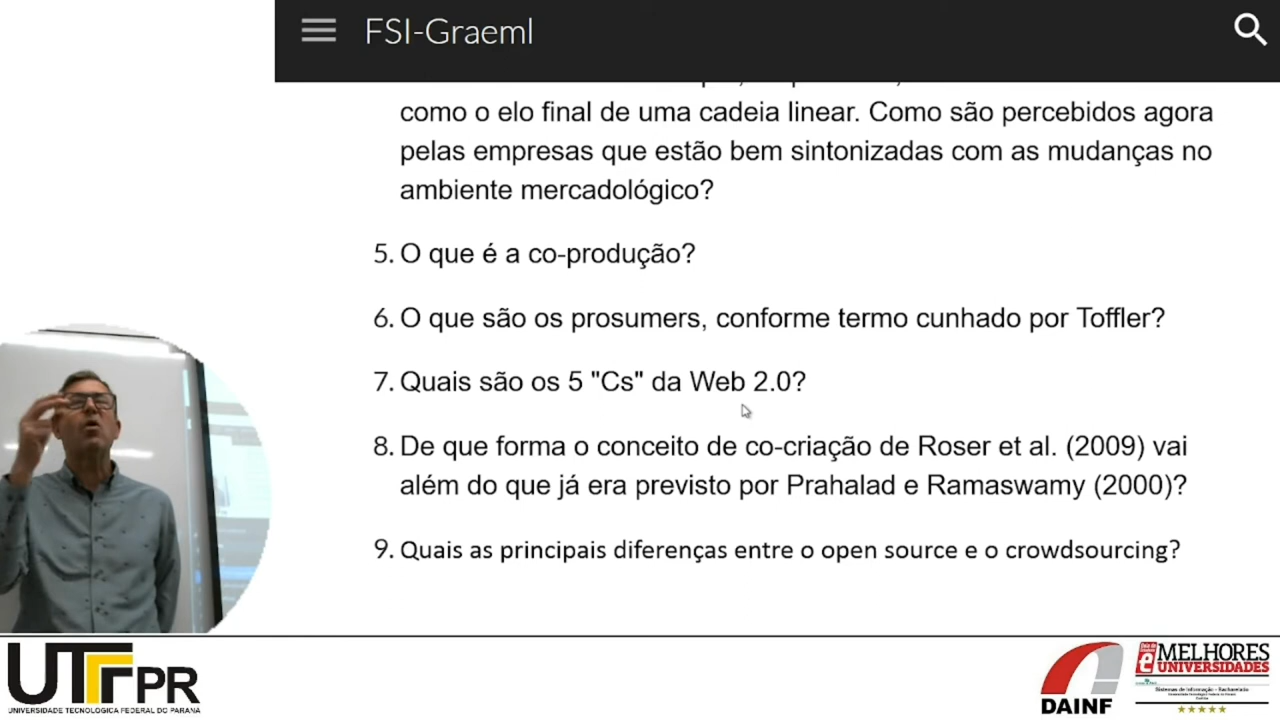 FSI-Graeml
como o elo final de uma cadeia linear. Como são percebidos agora
pelas empresas que estão bem sintonizadas com as mudanças no
ambiente mercadológico?
5. O que é a co-produção?
6. O que são os prosumers, conforme termo cunhado por Toffler?
7. Quais são os 5 "Cs" da Web 2.0?
8. De que forma o conceito de co-criação de Roser et al. (2009) vai
além do que já era previsto por Prahalad e Ramaswamy (2000)?
9. Quais as principais diferenças entre o open source e o crowdsourcing?
UTFPR
UNIVERSIDADE TECNOLÓGICA FEDERAL DO PARANÁ
DAINF
MELHORES
UNIVERSIDADES
Sistemas de Informação - Bacharelado